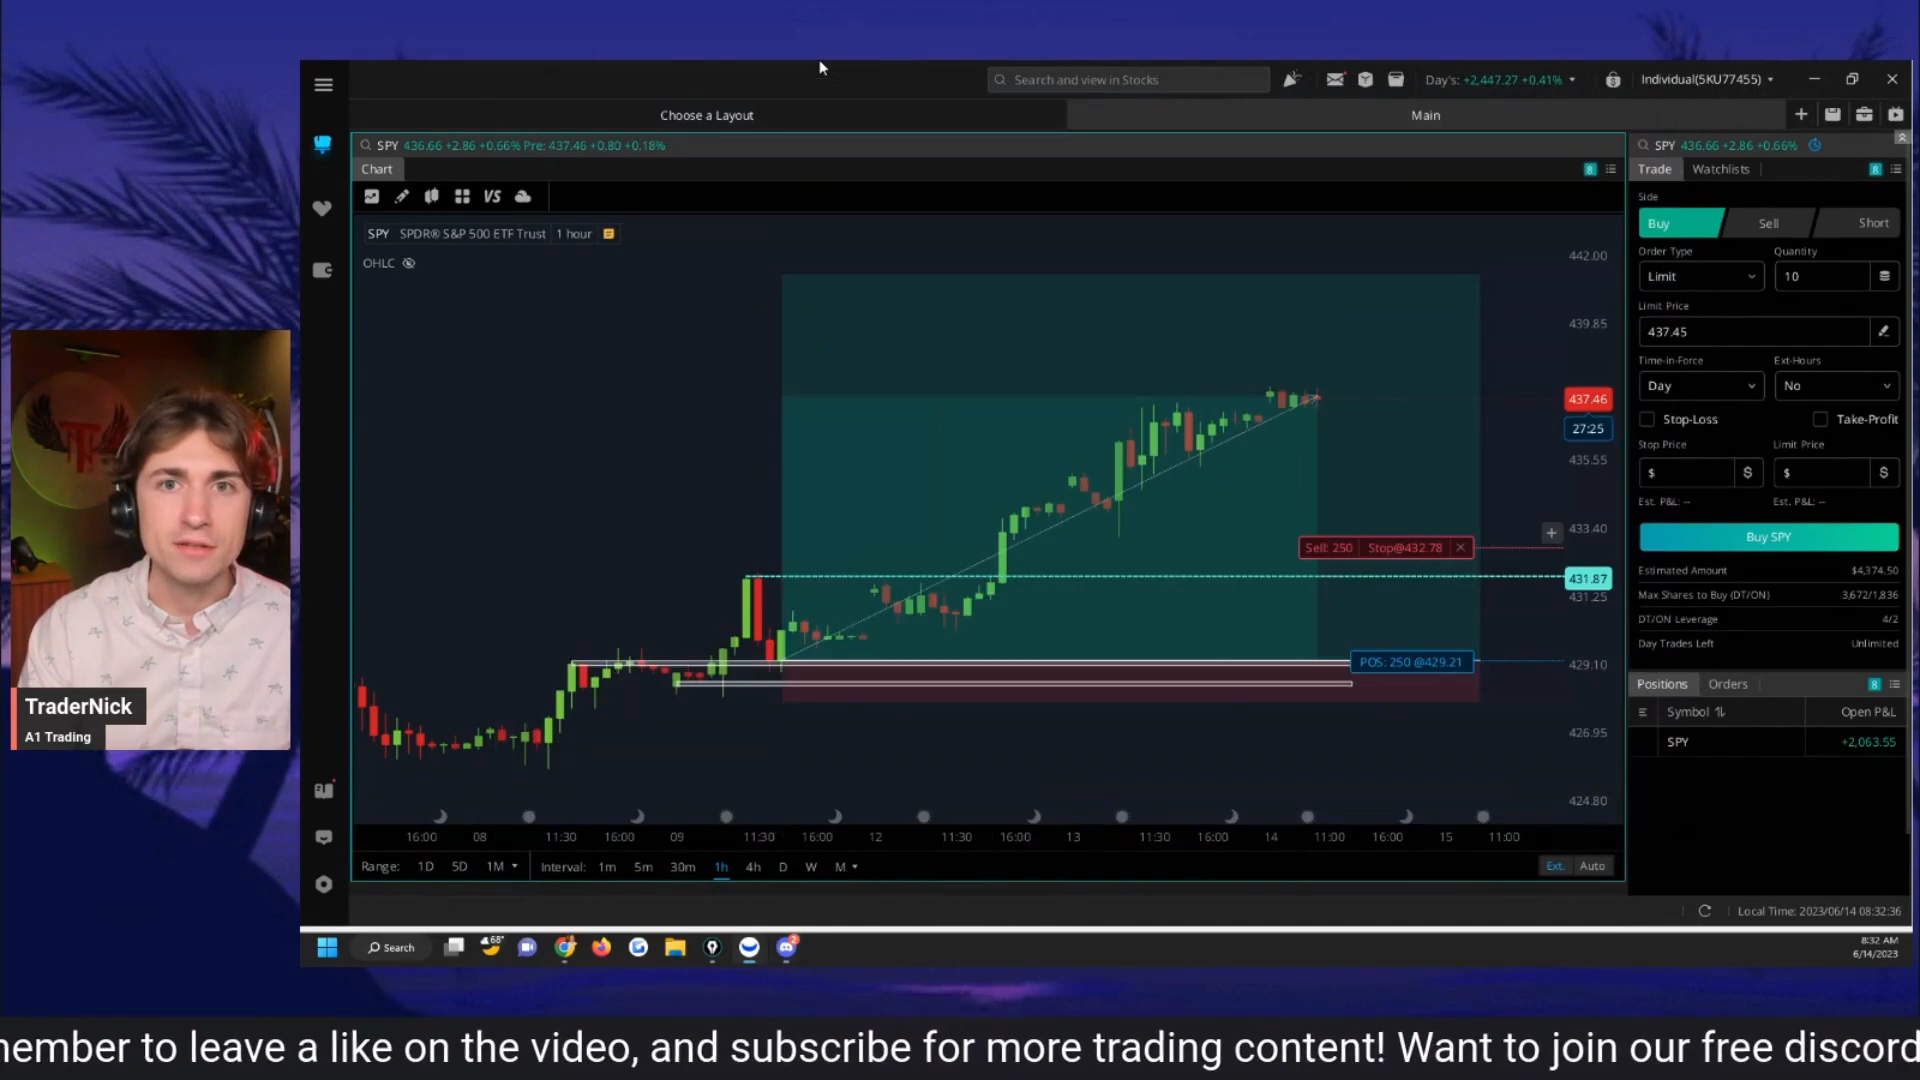 Search and view in Stocks
Day's: +2,447.27 +0.41%
Individual(5KU77455)
Choose a Layout
Main
SPY 436.66 +2.86 +0.66% Pre: 437.46 +0.80 +0.18%
Chart
8
VS
SPY SPDR® S&P 500 ETF Trust 1 hour
OHLC
442.00
439.85
437.46
27:25
435.55
433.40
Sell: 250 Stop@432.78
431.87
431.25
POS: 250 @429.21
429.10
426.95
424.80
16:00 08 11:30 16:00 09 11:30 16:00 12 11:30 16:00 13 11:30 16:00 14 11:00 16:00 15 11:00
Range: 1D 5D 1M Interval: 1m 5m 30m 1h 4h D W M
Ext. Auto
SPY 436.66 +2.86 +0.66%
Trade Watchlists
8
Side
Buy Sell Short
Order Type Quantity
Limit 10
Limit Price
437.45
Time-in-Force Ext-Hours
Day No
Stop-Loss Take-Profit
Stop Price Limit Price
$ $ $ $
Est. P&L: -- Est. P&L: --
Buy SPY
Estimated Amount $4,374.50
Max Shares to Buy (DT/ON) 3,672/1,836
DT/ON Leverage 4/2
Day Trades Left Unlimited
Positions Orders
8
Symbol Open P&L
SPY +2,063.55
Local Time: 2023/06/14 08:32:36
TraderNick
A1 Trading
68°
Search
2
8:32 AM
6/14/2023
member to leave a like on the video, and subscribe for more trading content! Want to join our free discord